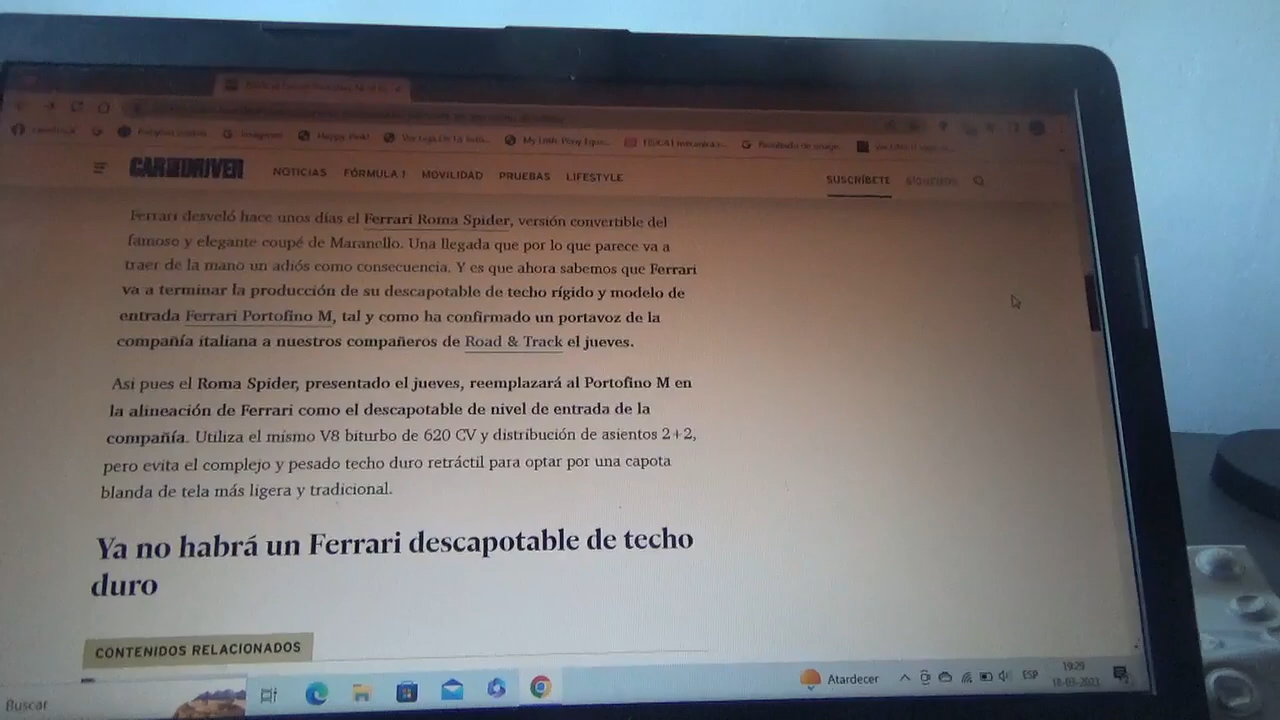 My Little Pony Eque...
CAR AND DRIVER NOTICIAS FÓRMULA 1 MOVILIDAD PRUEBAS LIFESTYLE SUSCRÍBETE SÍGUENOS
Ferrari desveló hace unos días el Ferrari Roma Spider, versión convertible del
famoso y elegante coupé de Maranello. Una llegada que por lo que parece va a
traer de la mano un adiós como consecuencia. Y es que ahora sabemos que Ferrari
va a terminar la producción de su descapotable de techo rígido y modelo de
entrada Ferrari Portofino M, tal y como ha confirmado un portavoz de la
compañía italiana a nuestros compañeros de Road & Track el jueves.
Así pues el Roma Spider, presentado el jueves, reemplazará al Portofino M en
la alineación de Ferrari como el descapotable de nivel de entrada de la
compañía. Utiliza el mismo V8 biturbo de 620 CV y distribución de asientos 2+2,
pero evita el complejo y pesado techo duro retráctil para optar por una capota
blanda de tela más ligera y tradicional.
Ya no habrá un Ferrari descapotable de techo
duro
CONTENIDOS RELACIONADOS
Buscar Atardecer ESP 19:29